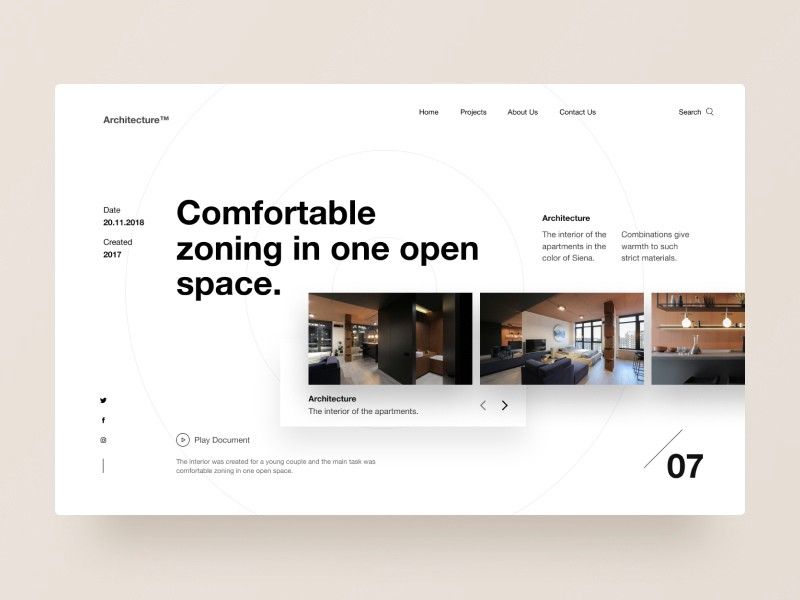 Architecture™
Home Projects About Us Contact Us
Search
Date
20.11.2018
Created
2017
Comfortable
zoning in one open
space.
Architecture
The interior of the
apartments in the
color of Siena.
Combinations give
warmth to such
strict materials.
Architecture
The interior of the apartments.
Play Document
The interior was created for a young couple and the main task was
comfortable zoning in one open space.
07